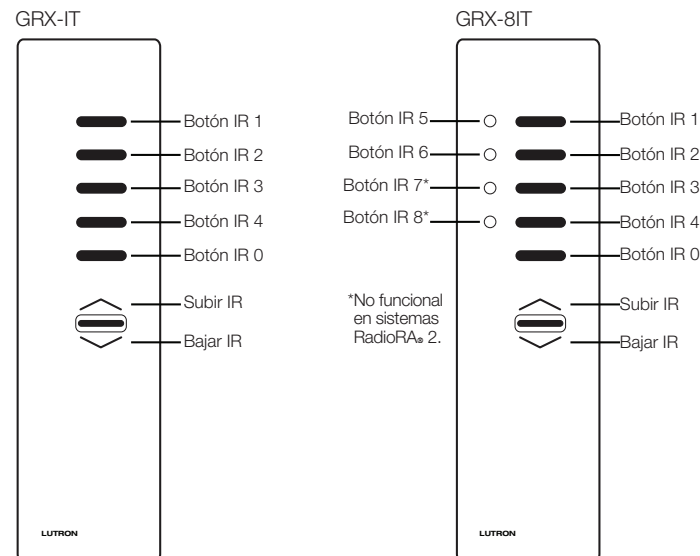 GRX-IT
Botón IR 1
Botón IR 2
Botón IR 3
Botón IR 4
Botón IR 0
Subir IR
Bajar IR
LUTRON
GRX-8IT
Botón IR 5
Botón IR 6
Botón IR 7*
Botón IR 8*
*No funcional
en sistemas
RadioRA® 2.
Botón IR 1
Botón IR 2
Botón IR 3
Botón IR 4
Botón IR 0
Subir IR
Bajar IR
LUTRON